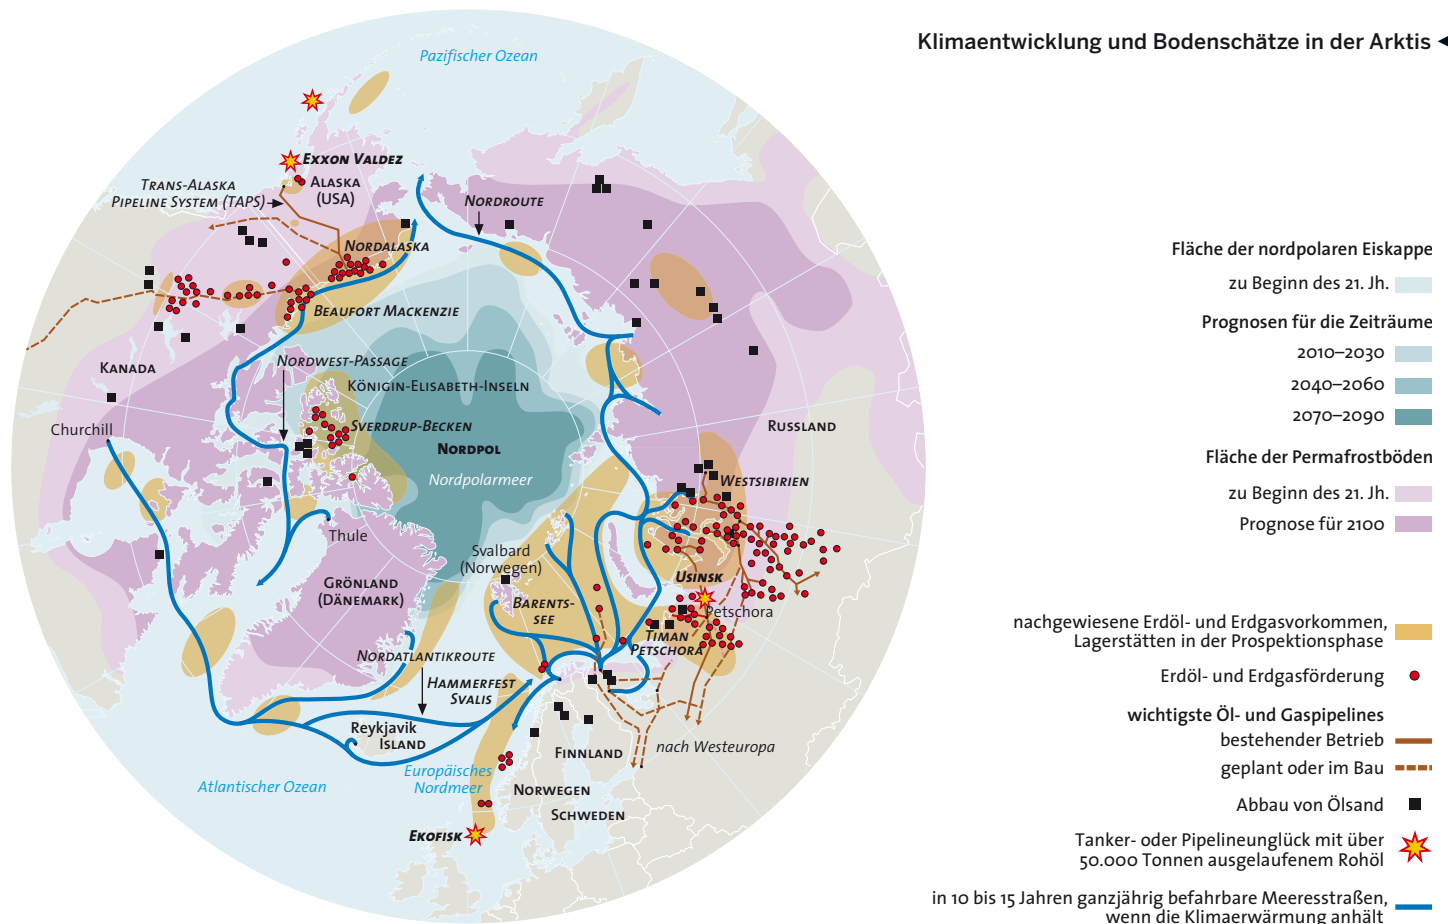 Klimaentwicklung und Bodenschätze in der Arktis
Pazifischer Ozean
Exxon Valdez
Trans-Alaska
Pipeline System (TAPS)
Alaska
(USA)
Nordroute
Nordalaska
Beaufort Mackenzie
Nordwest-Passage
Kanada
Königin-Elisabeth-Inseln
Churchill
Sverdrup-Becken
Nordpol
Nordpolarmeer
Russland
Westsibirien
Thule
Svalbard
(Norwegen)
Grönland
(Dänemark)
Barents-
see
Usinsk
Petschora
Timan
Petschora
Nordatlantikroute
Hammerfest
Svalis
Reykjavik
Island
Finnland
nach Westeuropa
Europäisches
Nordmeer
Atlantischer Ozean
Norwegen
Schweden
Ekofisk
Fläche der nordpolaren Eiskappe
zu Beginn des 21. Jh.
Prognosen für die Zeiträume
2010–2030
2040–2060
2070–2090
Fläche der Permafrostböden
zu Beginn des 21. Jh.
Prognose für 2100
nachgewiesene Erdöl- und Erdgasvorkommen,
Lagerstätten in der Prospektionsphase
Erdöl- und Erdgasförderung
wichtigste Öl- und Gaspipelines
bestehender Betrieb
geplant oder im Bau
Abbau von Ölsand
Tanker- oder Pipelineunglück mit über
50.000 Tonnen ausgelaufenem Rohöl
in 10 bis 15 Jahren ganzjährig befahrbare Meeresstraßen,
wenn die Klimaerwärmung anhält